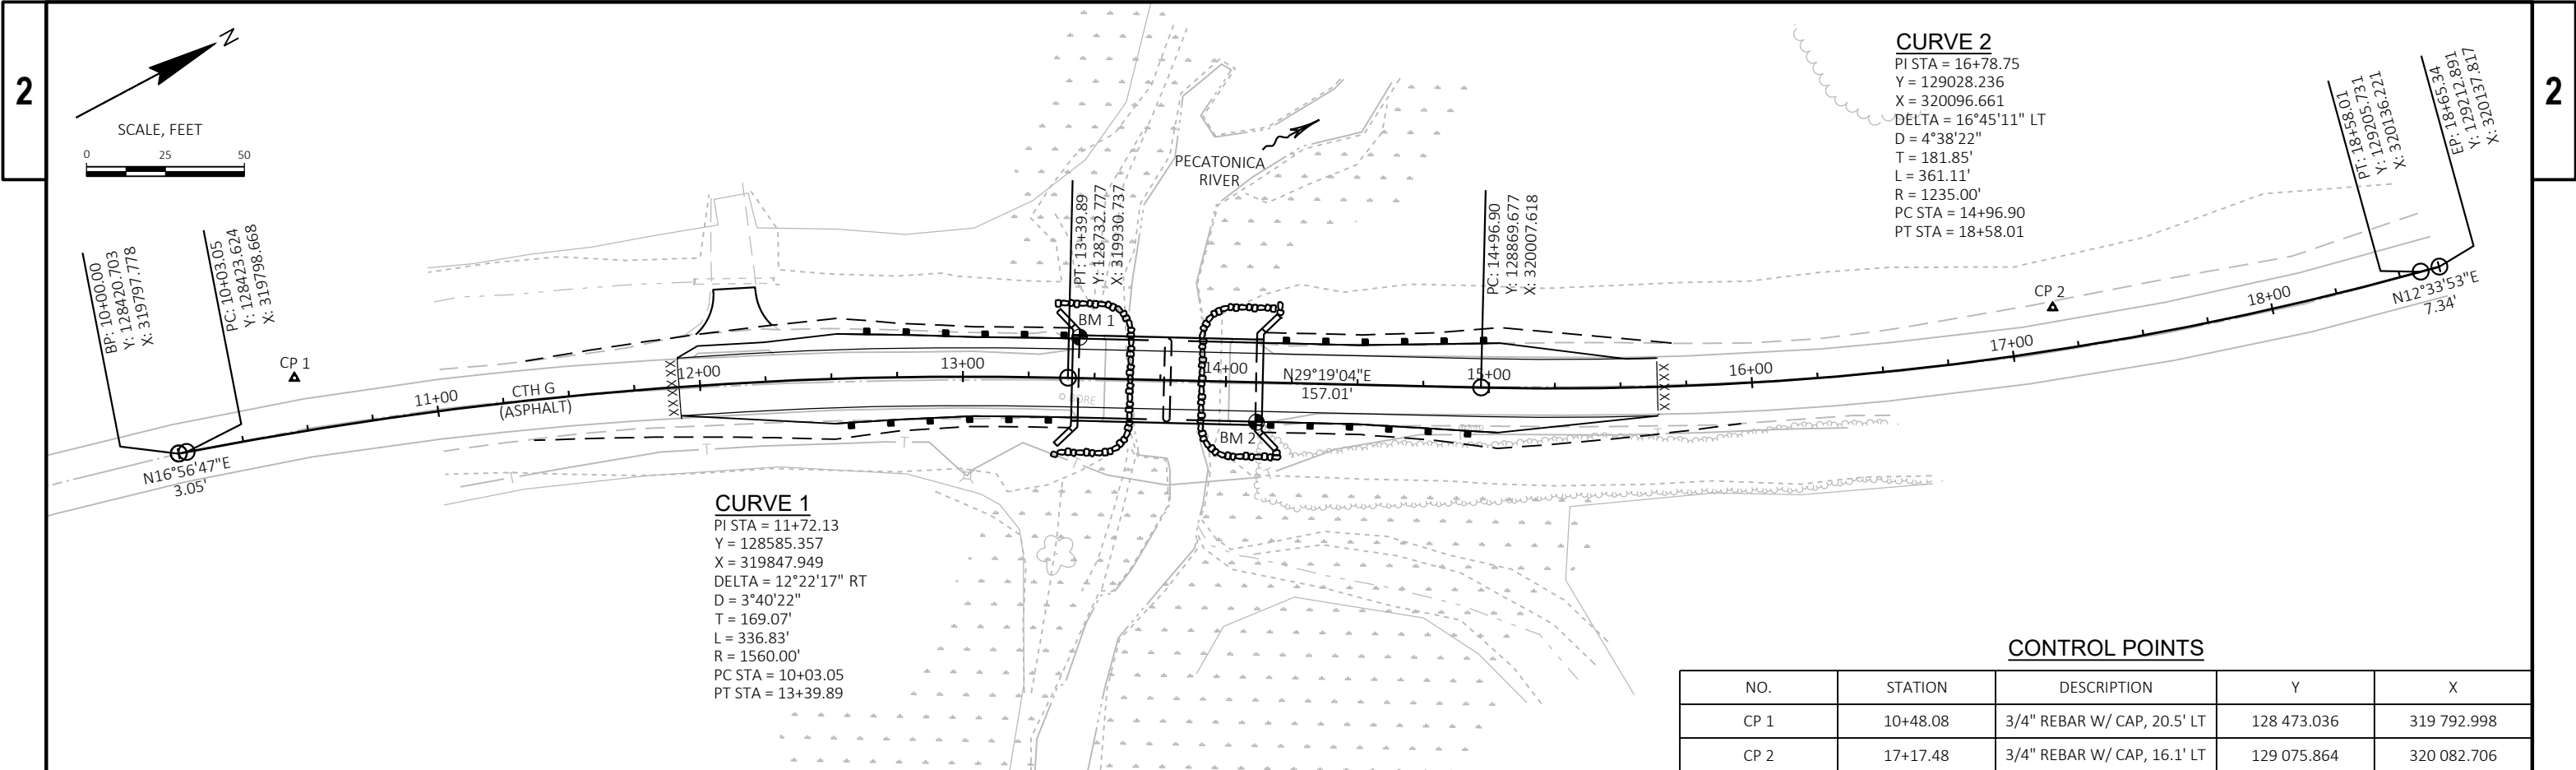 2
N
SCALE, FEET
0 25 50
BP: 10+00.00
Y: 128420.703
X: 319797.778
PC: 10+03.05
Y: 128423.624
X: 319798.668
CP 1
N16°56'47"E
3.05'
11+00
CTH G
(ASPHALT)
XXXXXX
12+00
13+00
PT: 13+39.89
Y: 128732.777
X: 319930.737
BM 1
BORE
PECATONICA
RIVER
14+00
BM 2
N29°19'04"E
157.01'
PC: 14+96.90
Y: 128869.677
X: 320007.618
15+00
XXXXX
16+00
17+00
CP 2
18+00
PT: 18+58.01
Y: 129205.731
X: 320136.221
EP: 18+65.34
Y: 129212.891
X: 320137.817
N12°33'53"E
7.34'
T
T
T
CURVE 2
PI STA = 16+78.75
Y = 129028.236
X = 320096.661
DELTA = 16°45'11" LT
D = 4°38'22"
T = 181.85'
L = 361.11'
R = 1235.00'
PC STA = 14+96.90
PT STA = 18+58.01
2
CURVE 1
PI STA = 11+72.13
Y = 128585.357
X = 319847.949
DELTA = 12°22'17" RT
D = 3°40'22"
T = 169.07'
L = 336.83'
R = 1560.00'
PC STA = 10+03.05
PT STA = 13+39.89
CONTROL POINTS
NO. STATION DESCRIPTION Y X
CP 1 10+48.08 3/4" REBAR W/ CAP, 20.5' LT 128 473.036 319 792.998
CP 2 17+17.48 3/4" REBAR W/ CAP, 16.1' LT 129 075.864 320 082.706